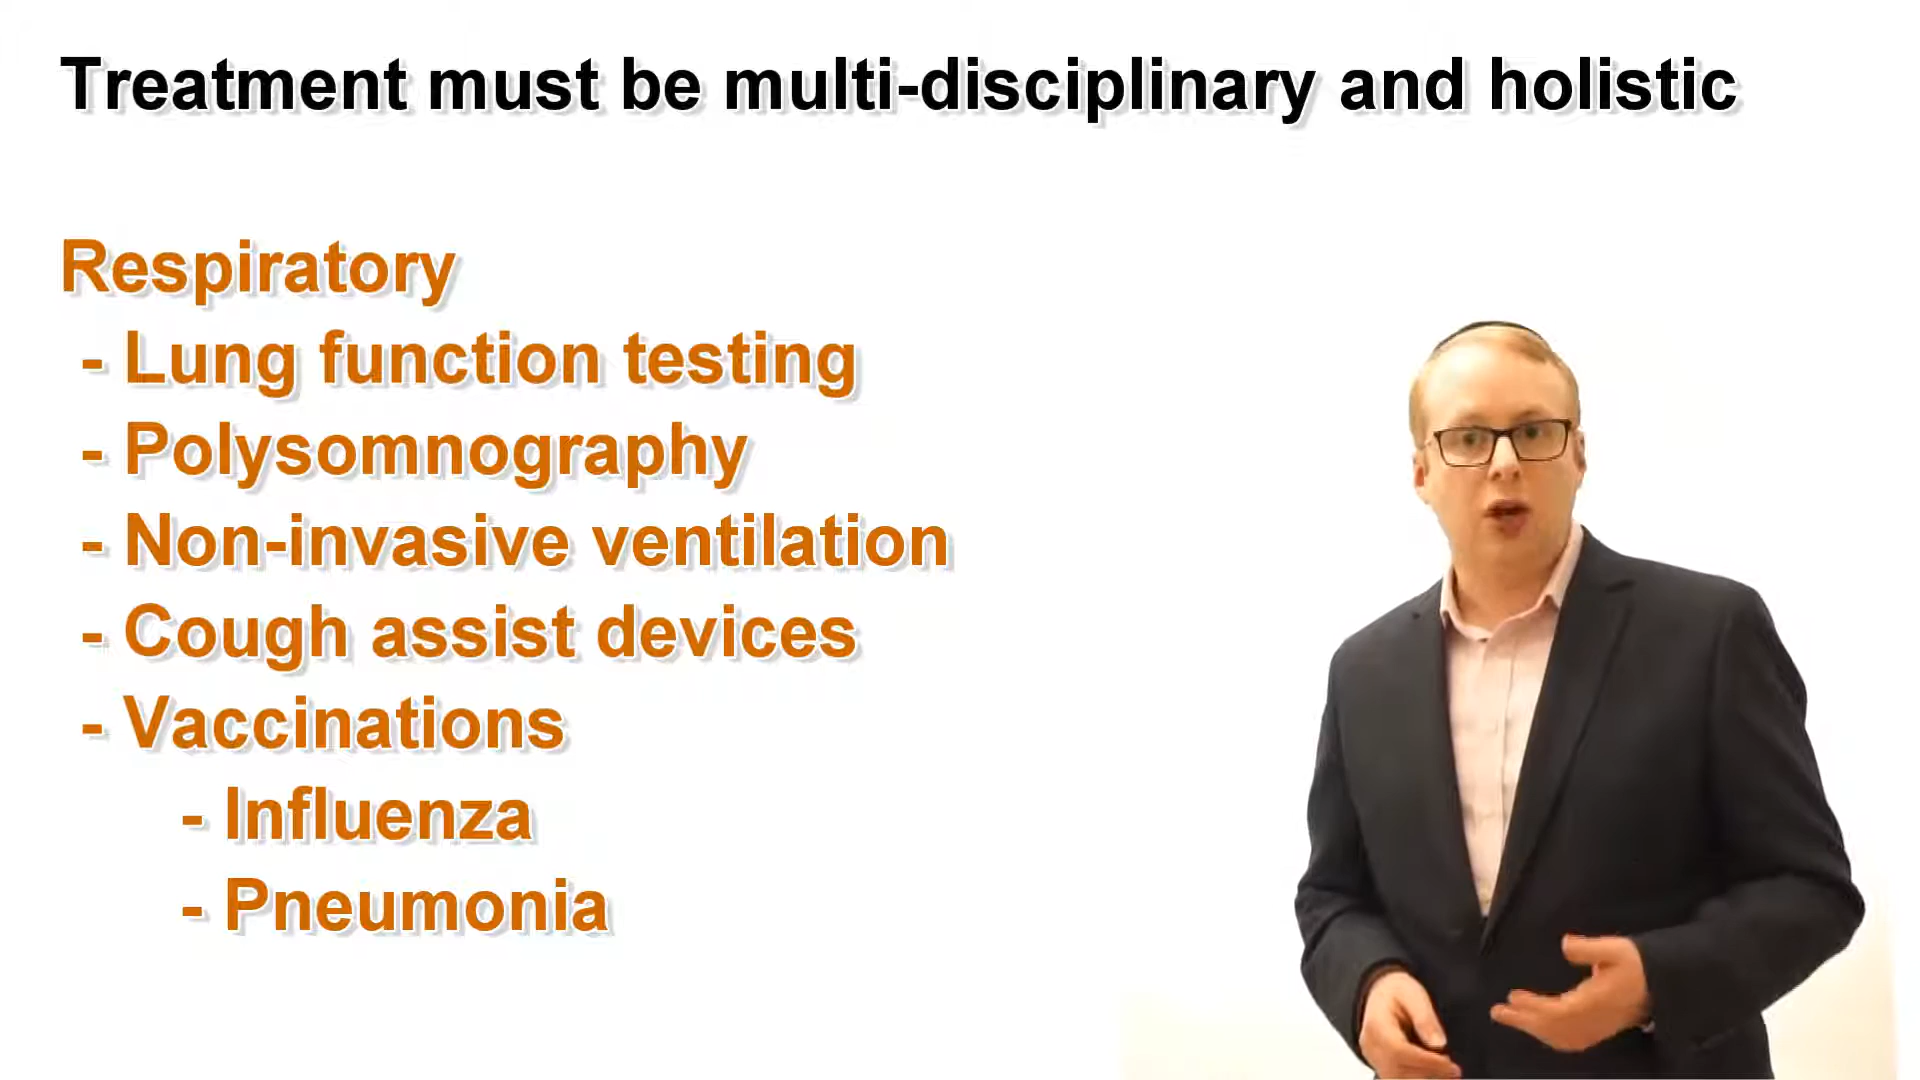 Treatment must be multi-disciplinary and holistic
Respiratory
- Lung function testing
- Polysomnography
- Non-invasive ventilation
- Cough assist devices
- Vaccinations
- Influenza
- Pneumonia